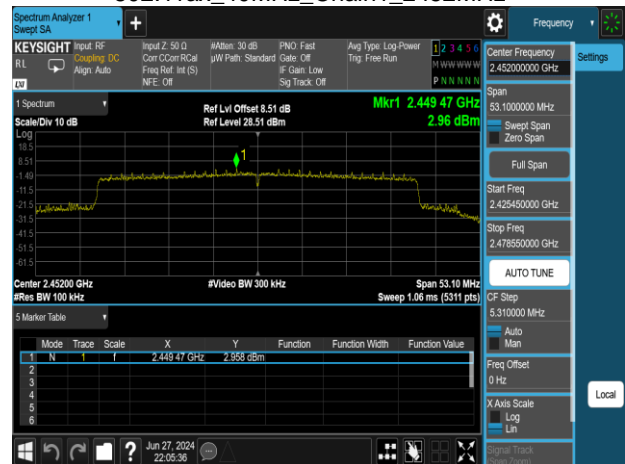 Spectrum Analyzer 1
Swept SA
Frequency
KEYSIGHT
RL
Input: RF
Coupling: DC
Align: Auto
Input Z: 50 Ω
Corr CCorr RCal
Freq Ref: Int (S)
NFE: Off
#Atten: 30 dB
µW Path: Standard
PNO: Fast
Gate: Off
IF Gain: Low
Sig Track: Off
Avg Type: Log-Power
Trig: Free Run
1 2 3 4 5 6
M W W W W W
P N N N N N
1 Spectrum
Scale/Div 10 dB
Ref Lvl Offset 8.51 dB
Ref Level 28.51 dBm
Mkr1 2.449 47 GHz
2.96 dBm
Log
18.5
8.51
-1.49
-11.5
-21.5
-31.5
-41.5
-51.5
-61.5
1
Center 2.45200 GHz
#Res BW 100 kHz
#Video BW 300 kHz
Span 53.10 MHz
Sweep 1.06 ms (5311 pts)
5 Marker Table
Mode Trace Scale X Y Function Function Width Function Value
1 N 1 f 2.449 47 GHz 2.958 dBm
2
3
4
5
6
Jun 27, 2024
22:05:36
Center Frequency
2.452000000 GHz
Settings
Span
53.1000000 MHz
Swept Span
Zero Span
Full Span
Start Freq
2.425450000 GHz
Stop Freq
2.478550000 GHz
AUTO TUNE
CF Step
5.310000 MHz
Auto
Man
Freq Offset
0 Hz
X Axis Scale
Log
Lin
Local
Signal Track
(Span Zoom)